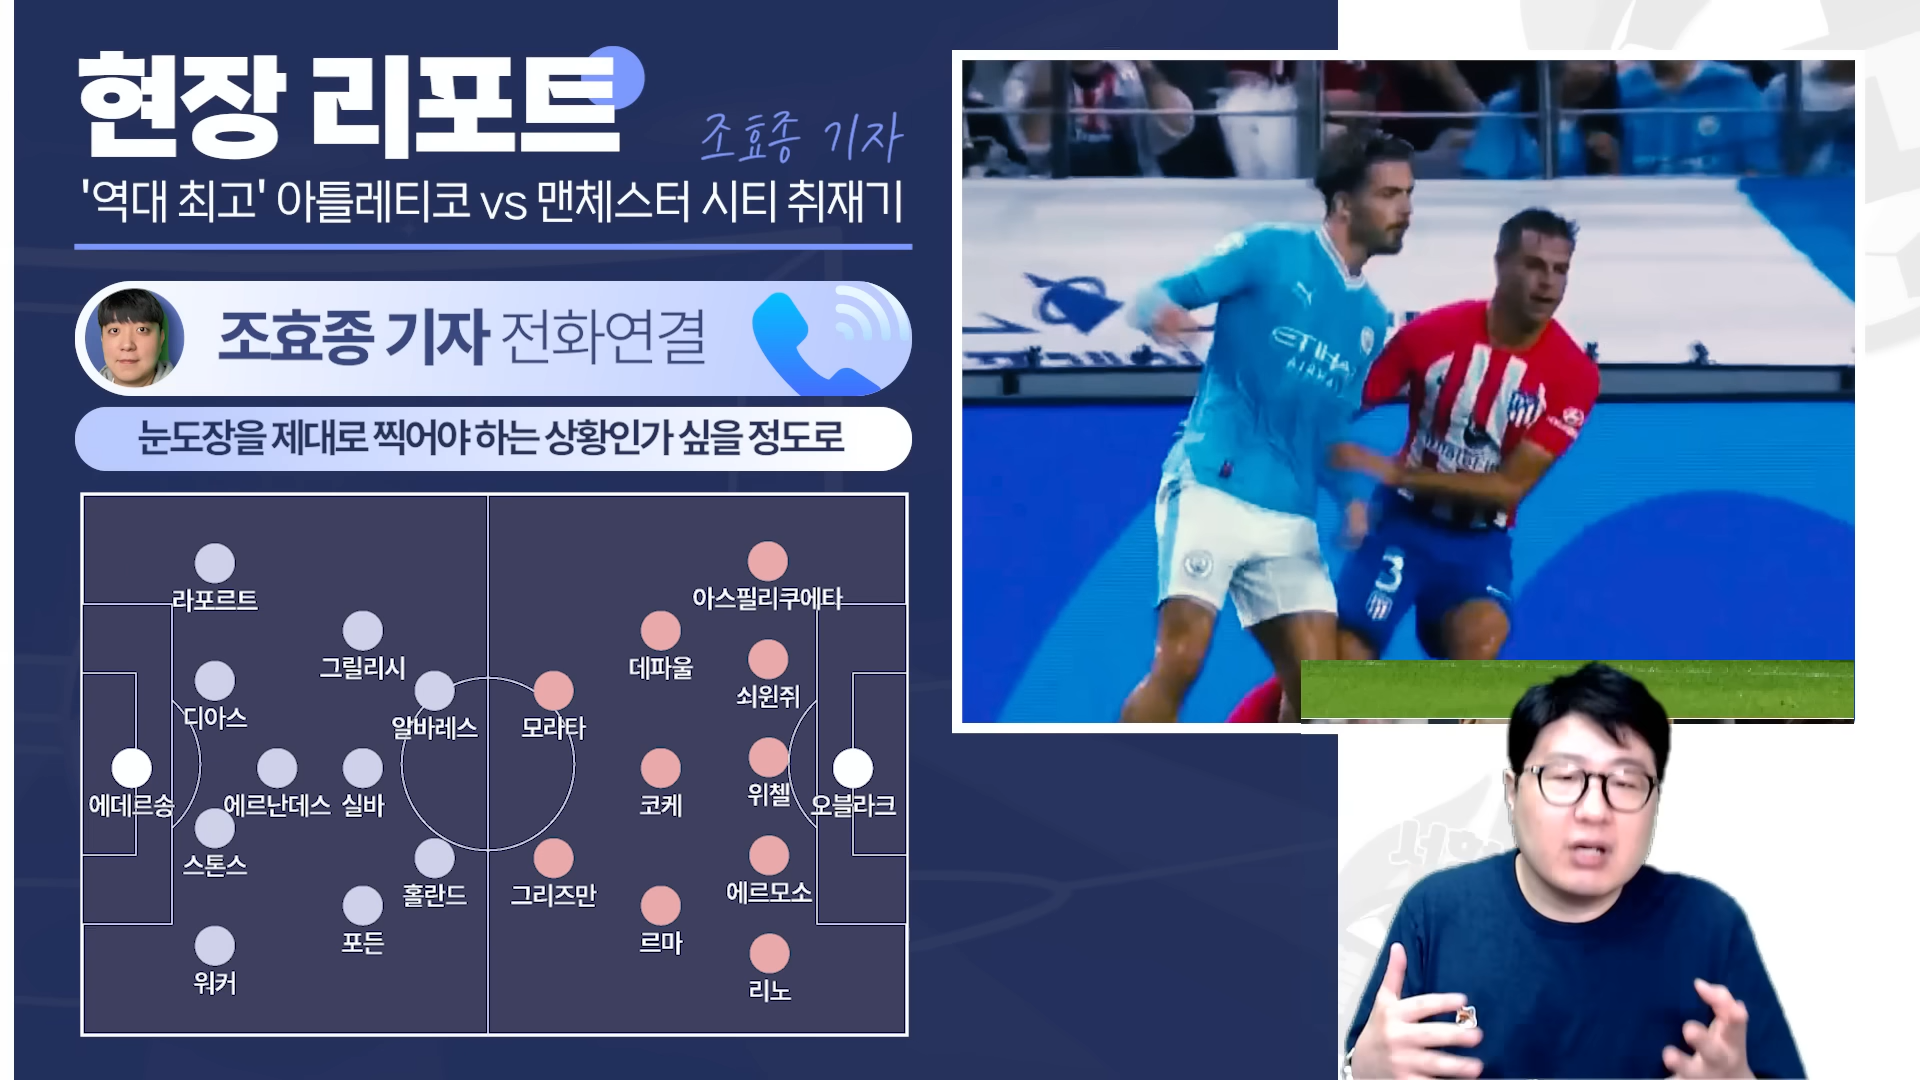 현장 리포트
조효종 기자
'역대 최고' 아틀레티코 vs 맨체스터 시티 취재기
조효종 기자 전화연결
눈도장을 제대로 찍어야 하는 상황인가 싶을 정도로
라포르트
아스필리쿠에타
그릴리시
데파울
디아스
알바레스
모라타
쇠윈쥐
에데르송
에르난데스
실바
코케
위첼
오블라크
스톤스
홀란드
그리즈만
에르모소
포든
르마
워커
리노
ETIHAD
AIRWAYS
3